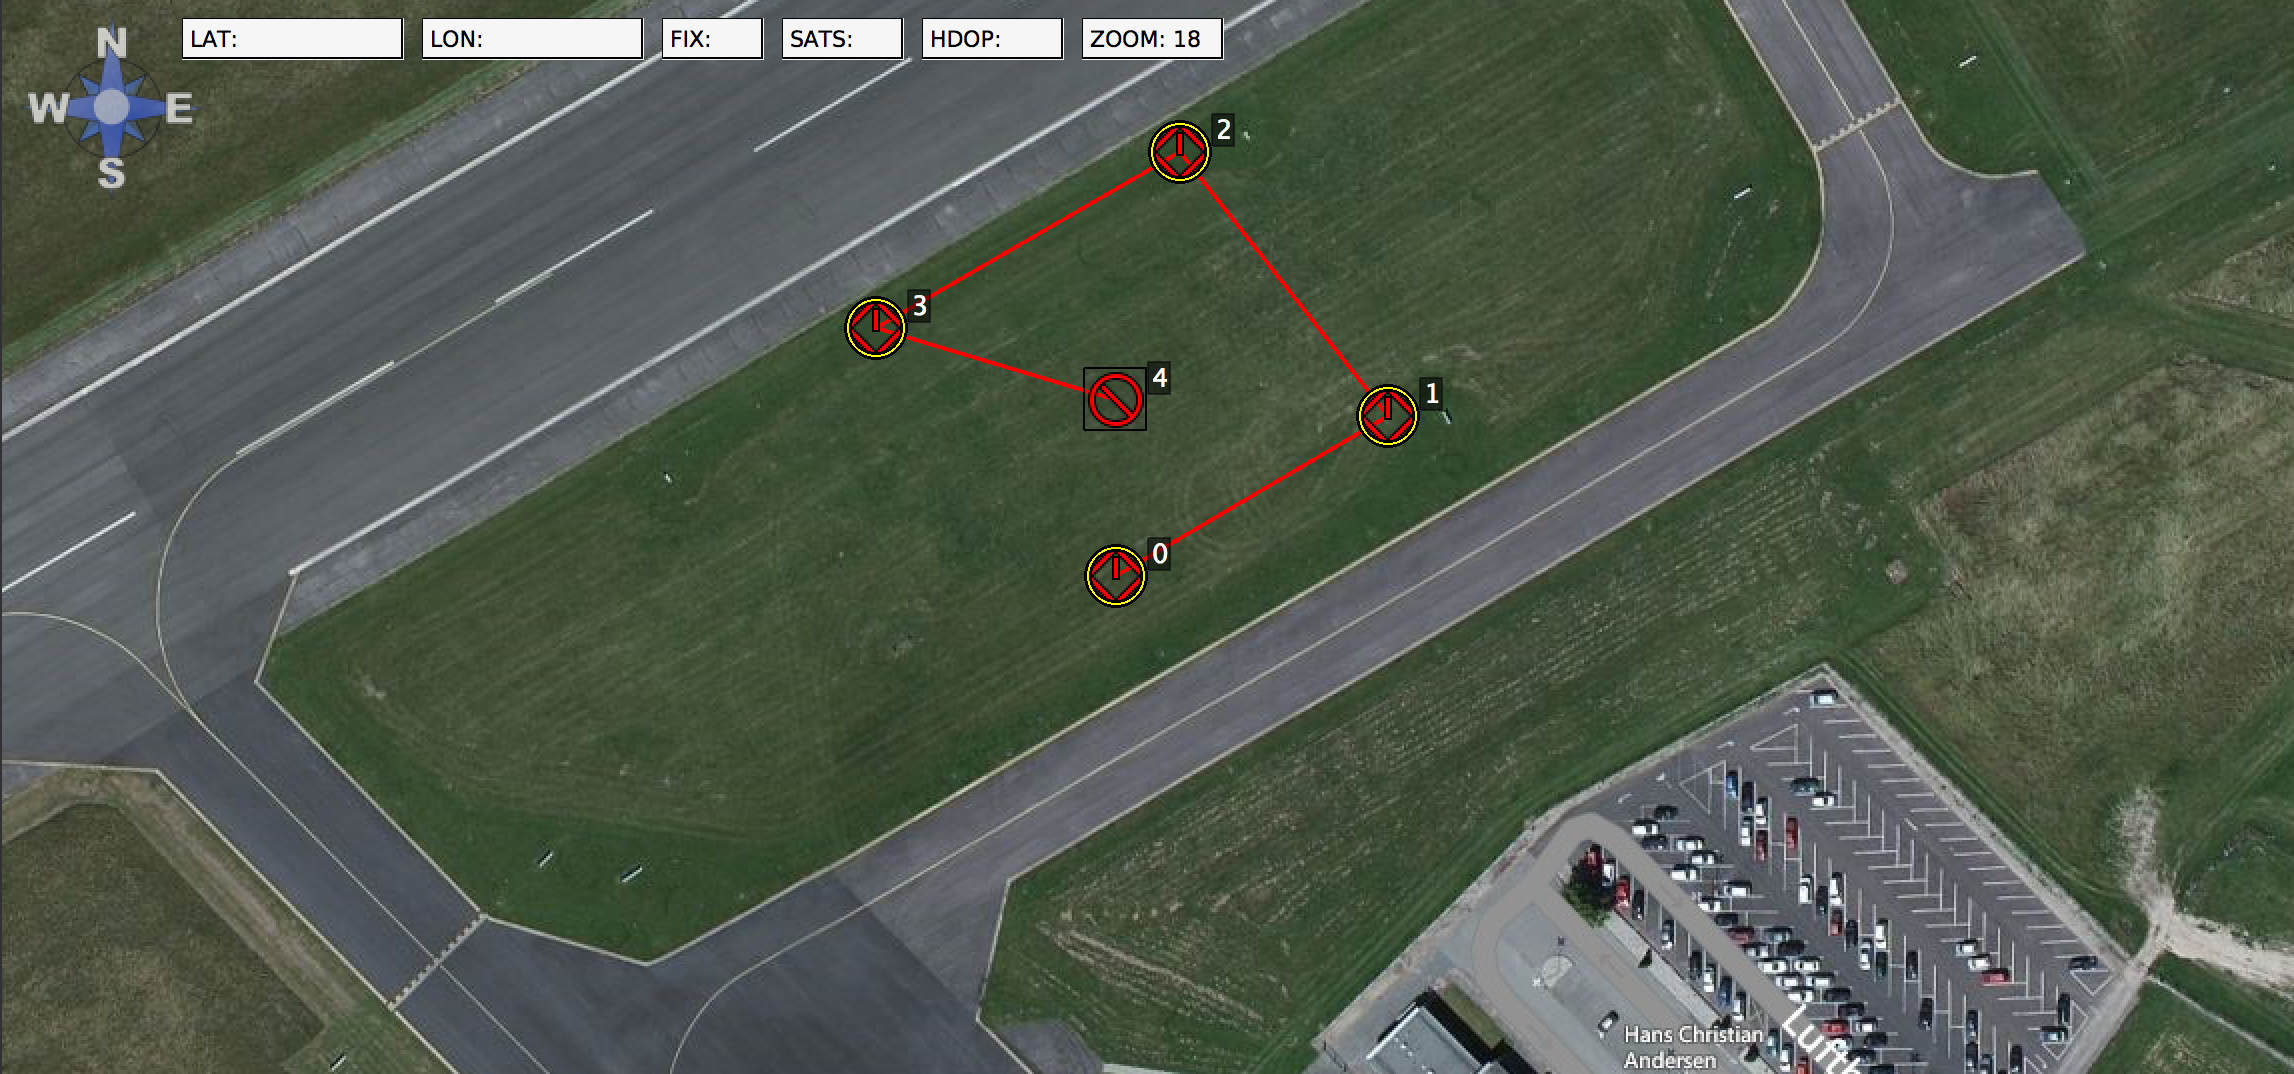 N
W E
S
LAT:
LON:
FIX:
SATS:
HDOP:
ZOOM: 18
2
3
4
1
0
Hans Christian
Andersen